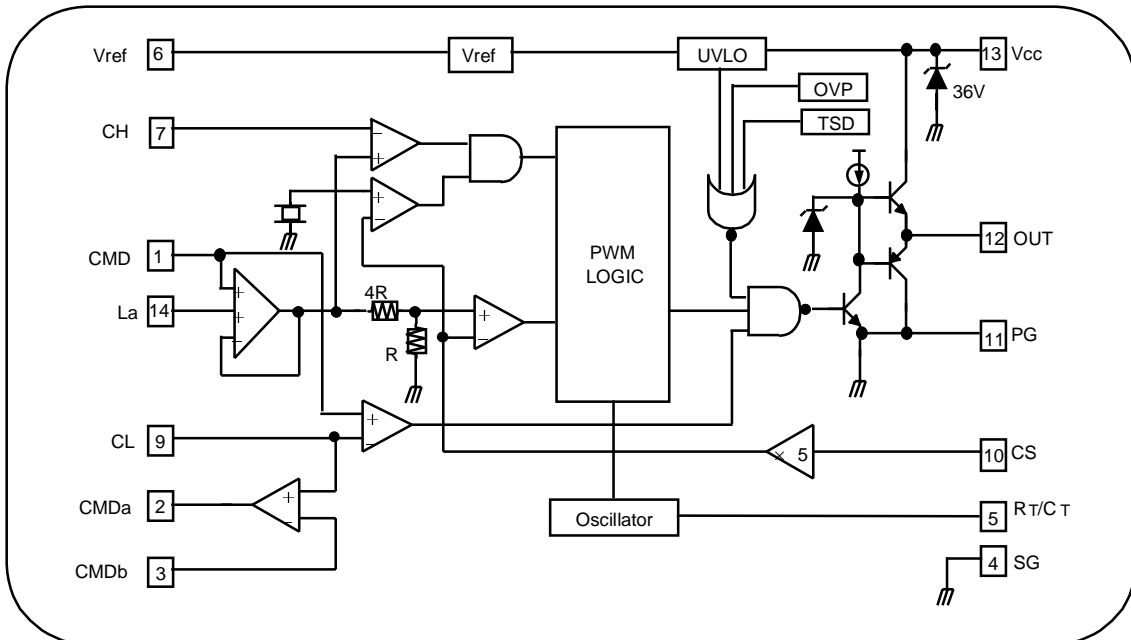 Vref 6 Vref UVLO 13 Vcc
OVP 36V
CH 7 TSD
− +
+ −
CMD 1 PWM LOGIC 12 OUT
+
La 14 + 4R +
− R − 11 PG
+
CL 9 − × 5 10 CS
CMDa 2 +
− Oscillator 5 RT/CT
CMDb 3 4 SG